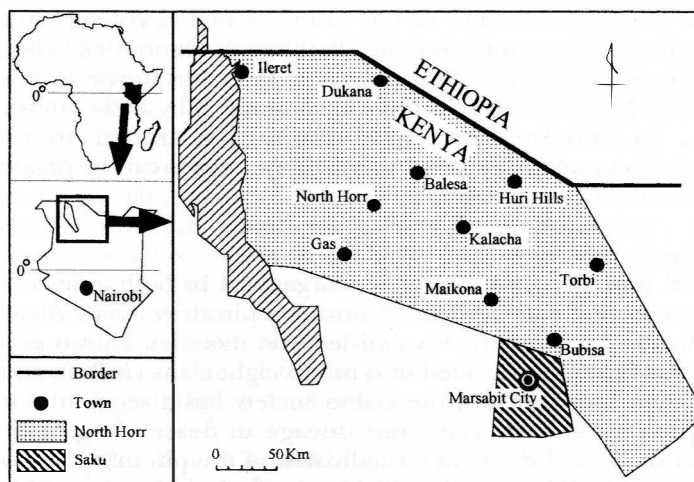 0°
0°
Nairobi
Border
Town
North Horr
Saku
Ileret
Dukana
ETHIOPIA
KENYA
Balesa
Huri Hills
North Horr
Kalacha
Gas
Torbi
Maikona
Bubisa
Marsabit City
0 50 Km